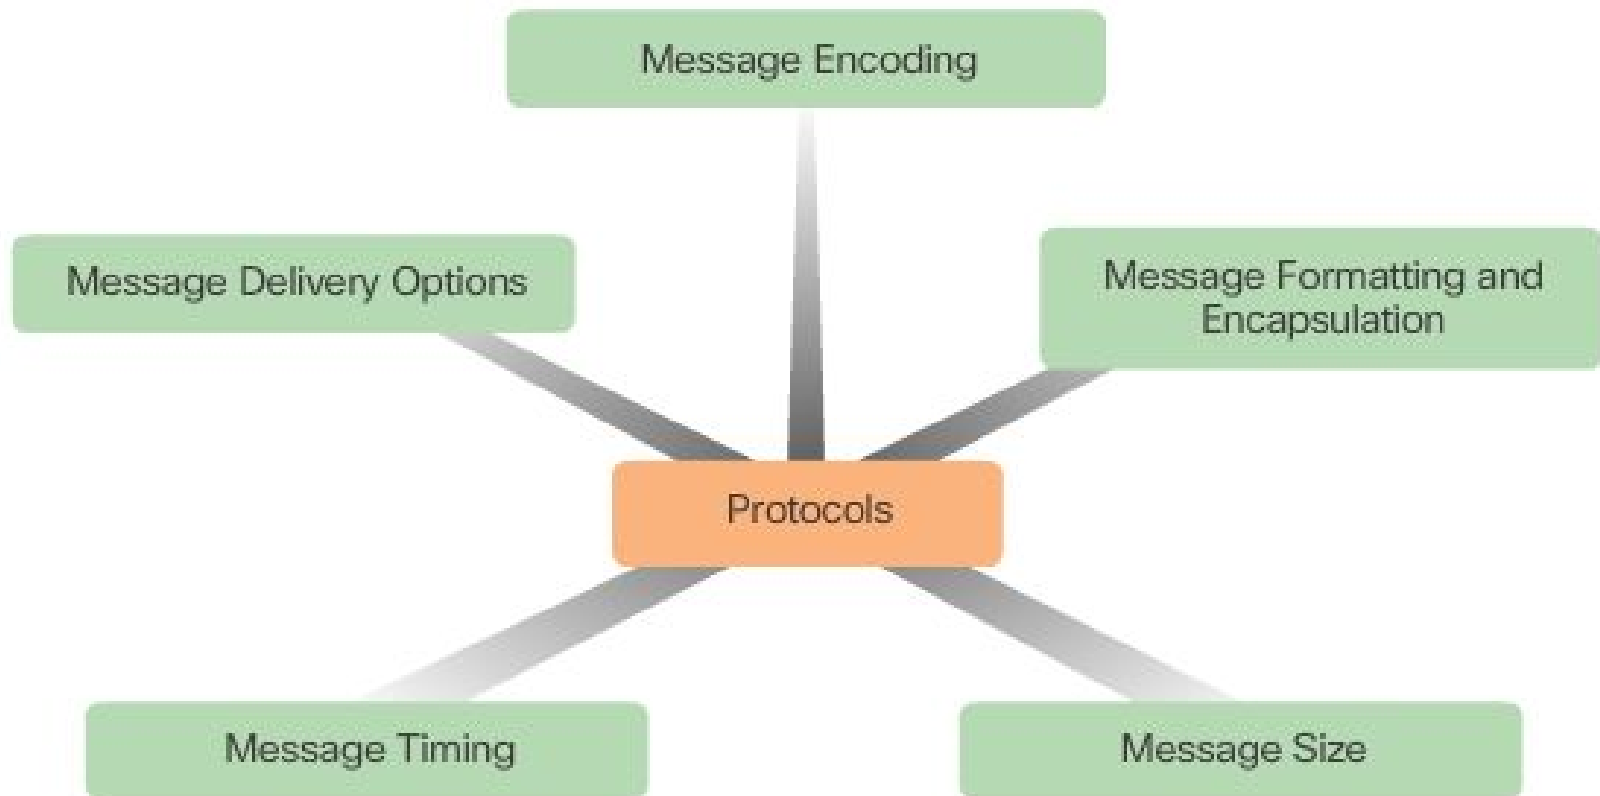 Message Encoding
Message Delivery Options
Message Formatting and
Encapsulation
Protocols
Message Timing
Message Size